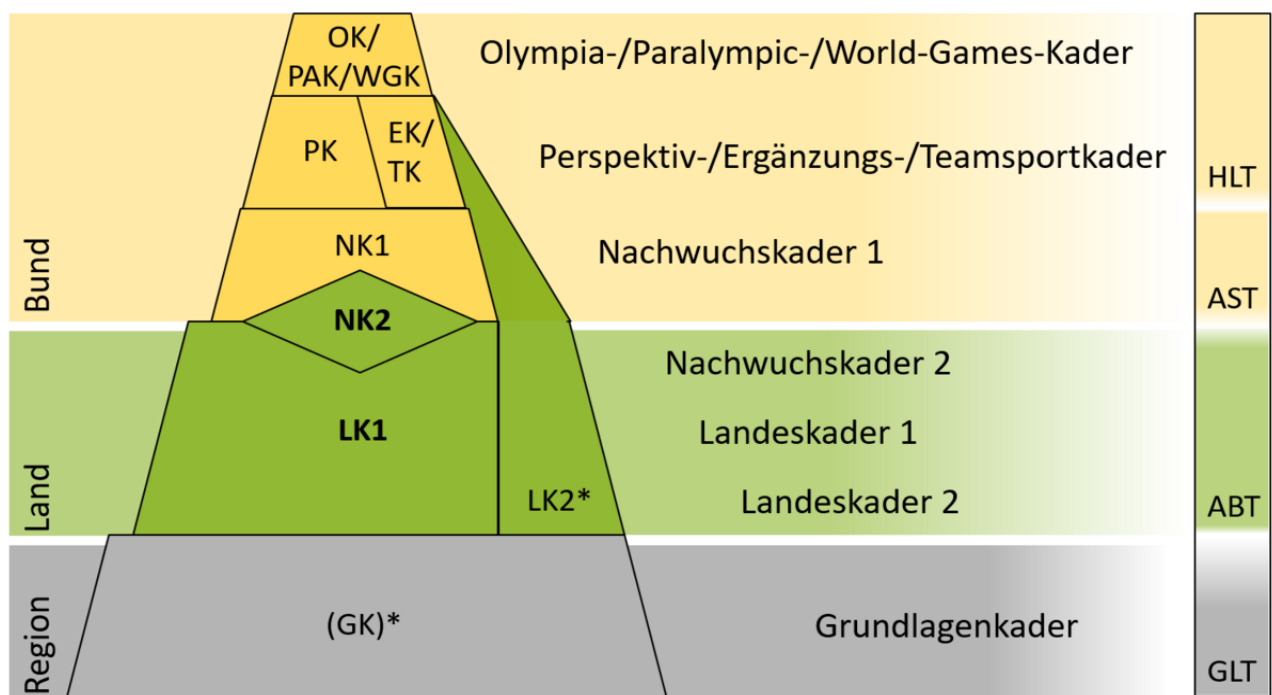 OK/
PAK/WGK
Olympia-/Paralympic-/World-Games-Kader
PK
EK/
TK
Perspektiv-/Ergänzungs-/Teamsportkader
HLT
Bund
NK1
Nachwuchskader 1
AST
NK2
Nachwuchskader 2
LK1
Landeskader 1
Land
LK2*
Landeskader 2
ABT
Region
(GK)*
Grundlagenkader
GLT